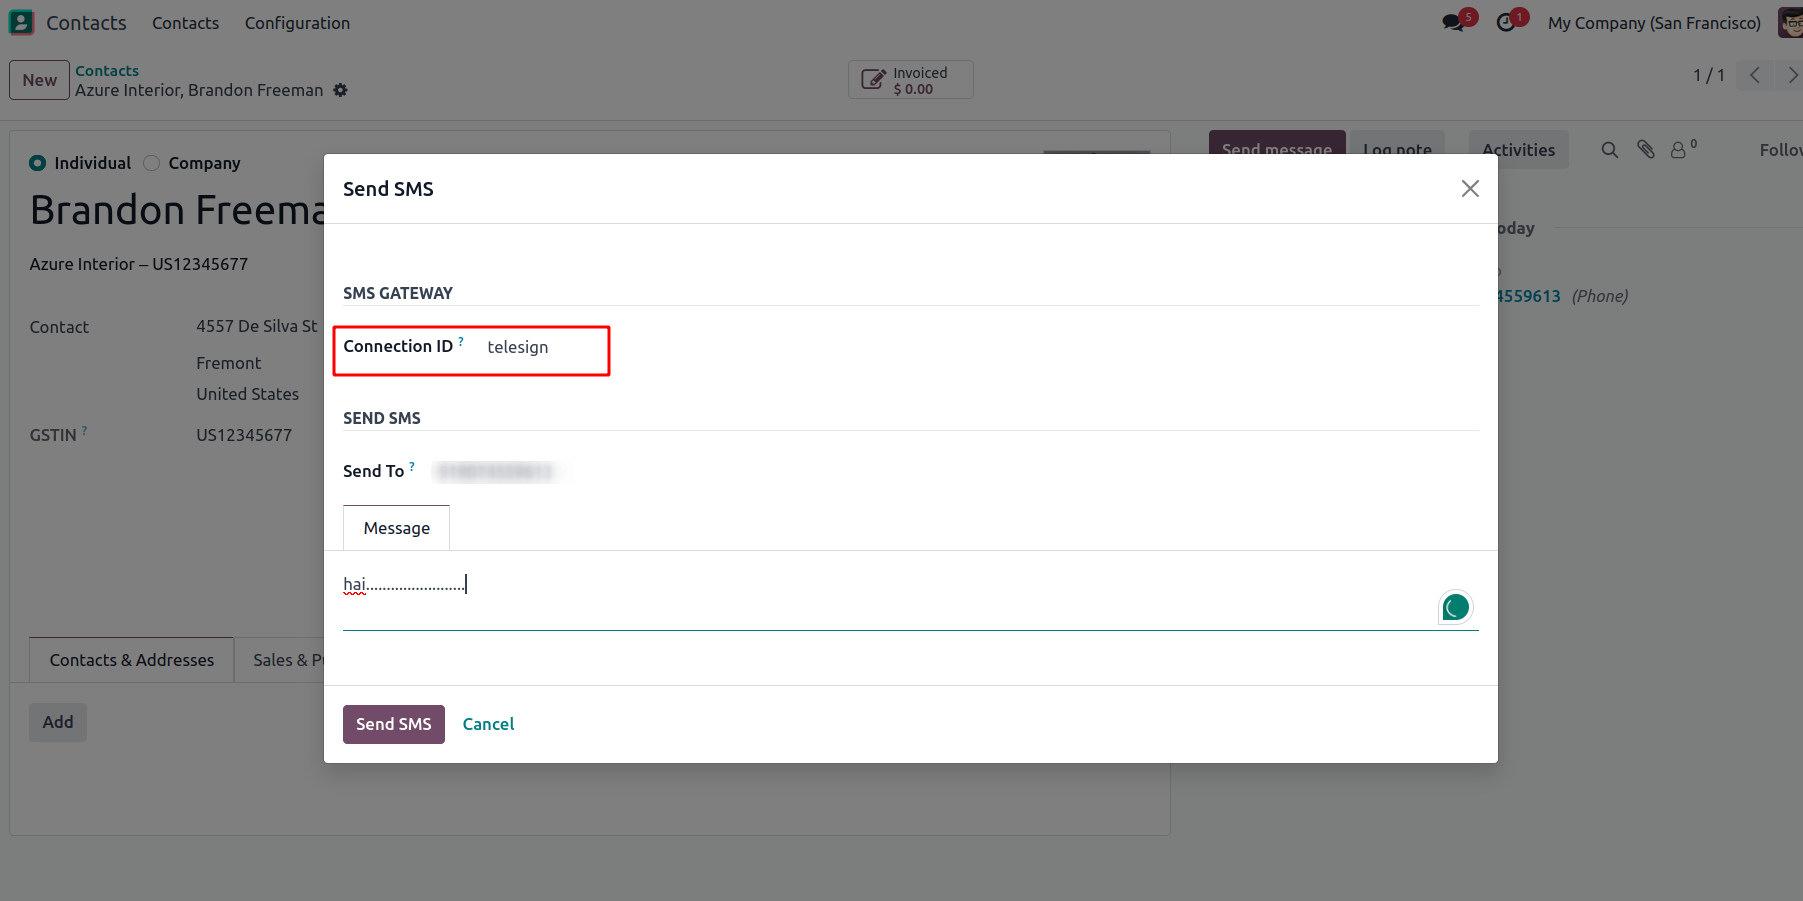 Contacts Contacts Configuration 5 1 My Company (San Francisco)
New Contacts Invoiced 1 / 1
Azure Interior, Brandon Freeman $ 0.00
Individual Company Send message Log note Activities 0 Follow
Brandon Freema
Send SMS
Azure Interior – US12345677
oday
SMS GATEWAY
4559613 (Phone)
Contact 4557 De Silva St
Connection ID ? telesign
Fremont
United States
SEND SMS
GSTIN ? US12345677
Send To ?
Message
hai........................
Contacts & Addresses Sales & Pu
Add
Send SMS Cancel